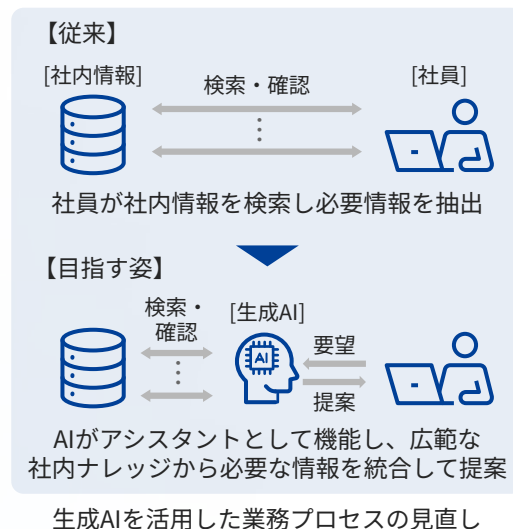 【従来】
[社内情報]
検索・確認
[社員]
社員が社内情報を検索し必要情報を抽出
【目指す姿】
検索・
確認
[生成AI]
AI
要望
提案
AIがアシスタントとして機能し、広範な
社内ナレッジから必要な情報を統合して提案
生成AIを活用した業務プロセスの見直し